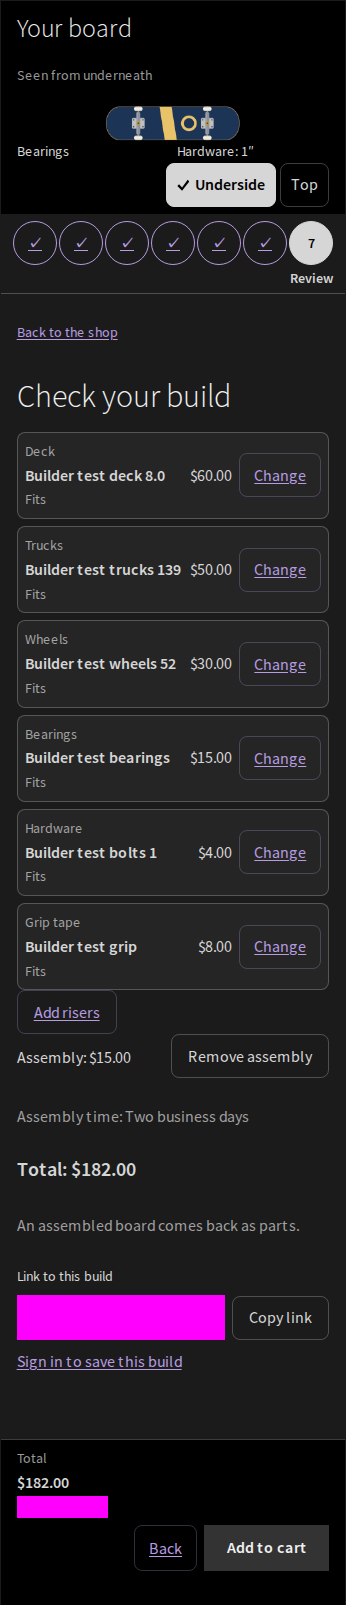 Your board
Seen from underneath
Bearings
Hardware: 1″
✓ Underside
Top
✓ ✓ ✓ ✓ ✓ ✓ 7
Review
Back to the shop
Check your build
Deck
Builder test deck 8.0 $60.00 Change
Fits
Trucks
Builder test trucks 139 $50.00 Change
Fits
Wheels
Builder test wheels 52 $30.00 Change
Fits
Bearings
Builder test bearings $15.00 Change
Fits
Hardware
Builder test bolts 1 $4.00 Change
Fits
Grip tape
Builder test grip $8.00 Change
Fits
Add risers
Assembly: $15.00 Remove assembly
Assembly time: Two business days
Total: $182.00
An assembled board comes back as parts.
Link to this build
Copy link
Sign in to save this build
Total
$182.00
Back Add to cart